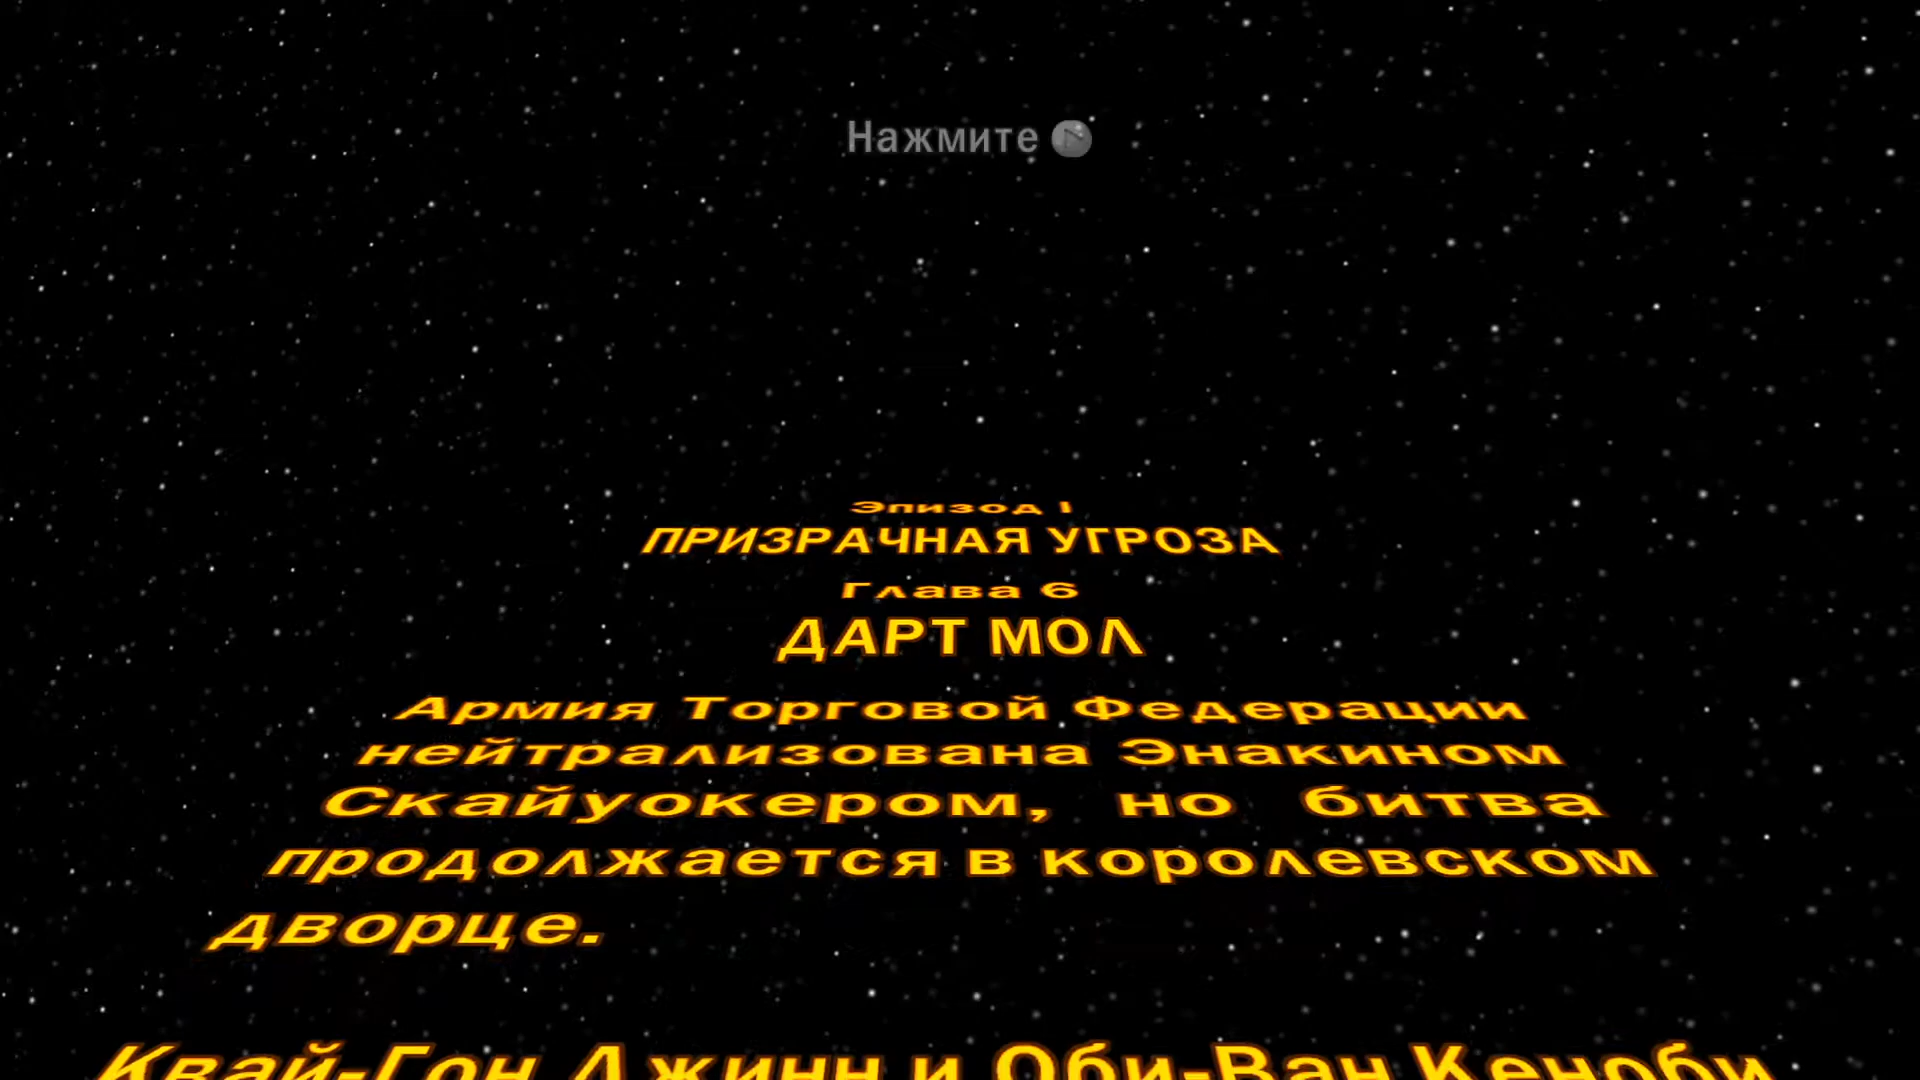 Нажмите
Эпизод I
ПРИЗРАЧНАЯ УГРОЗА
Глава 6
ДАРТ МОЛ
Армия Торговой Федерации
нейтрализована Энакином
Скайуокером, но битва
продолжается в королевском
дворце.
Квай-Гон Джинн и Оби-Ван Кеноби